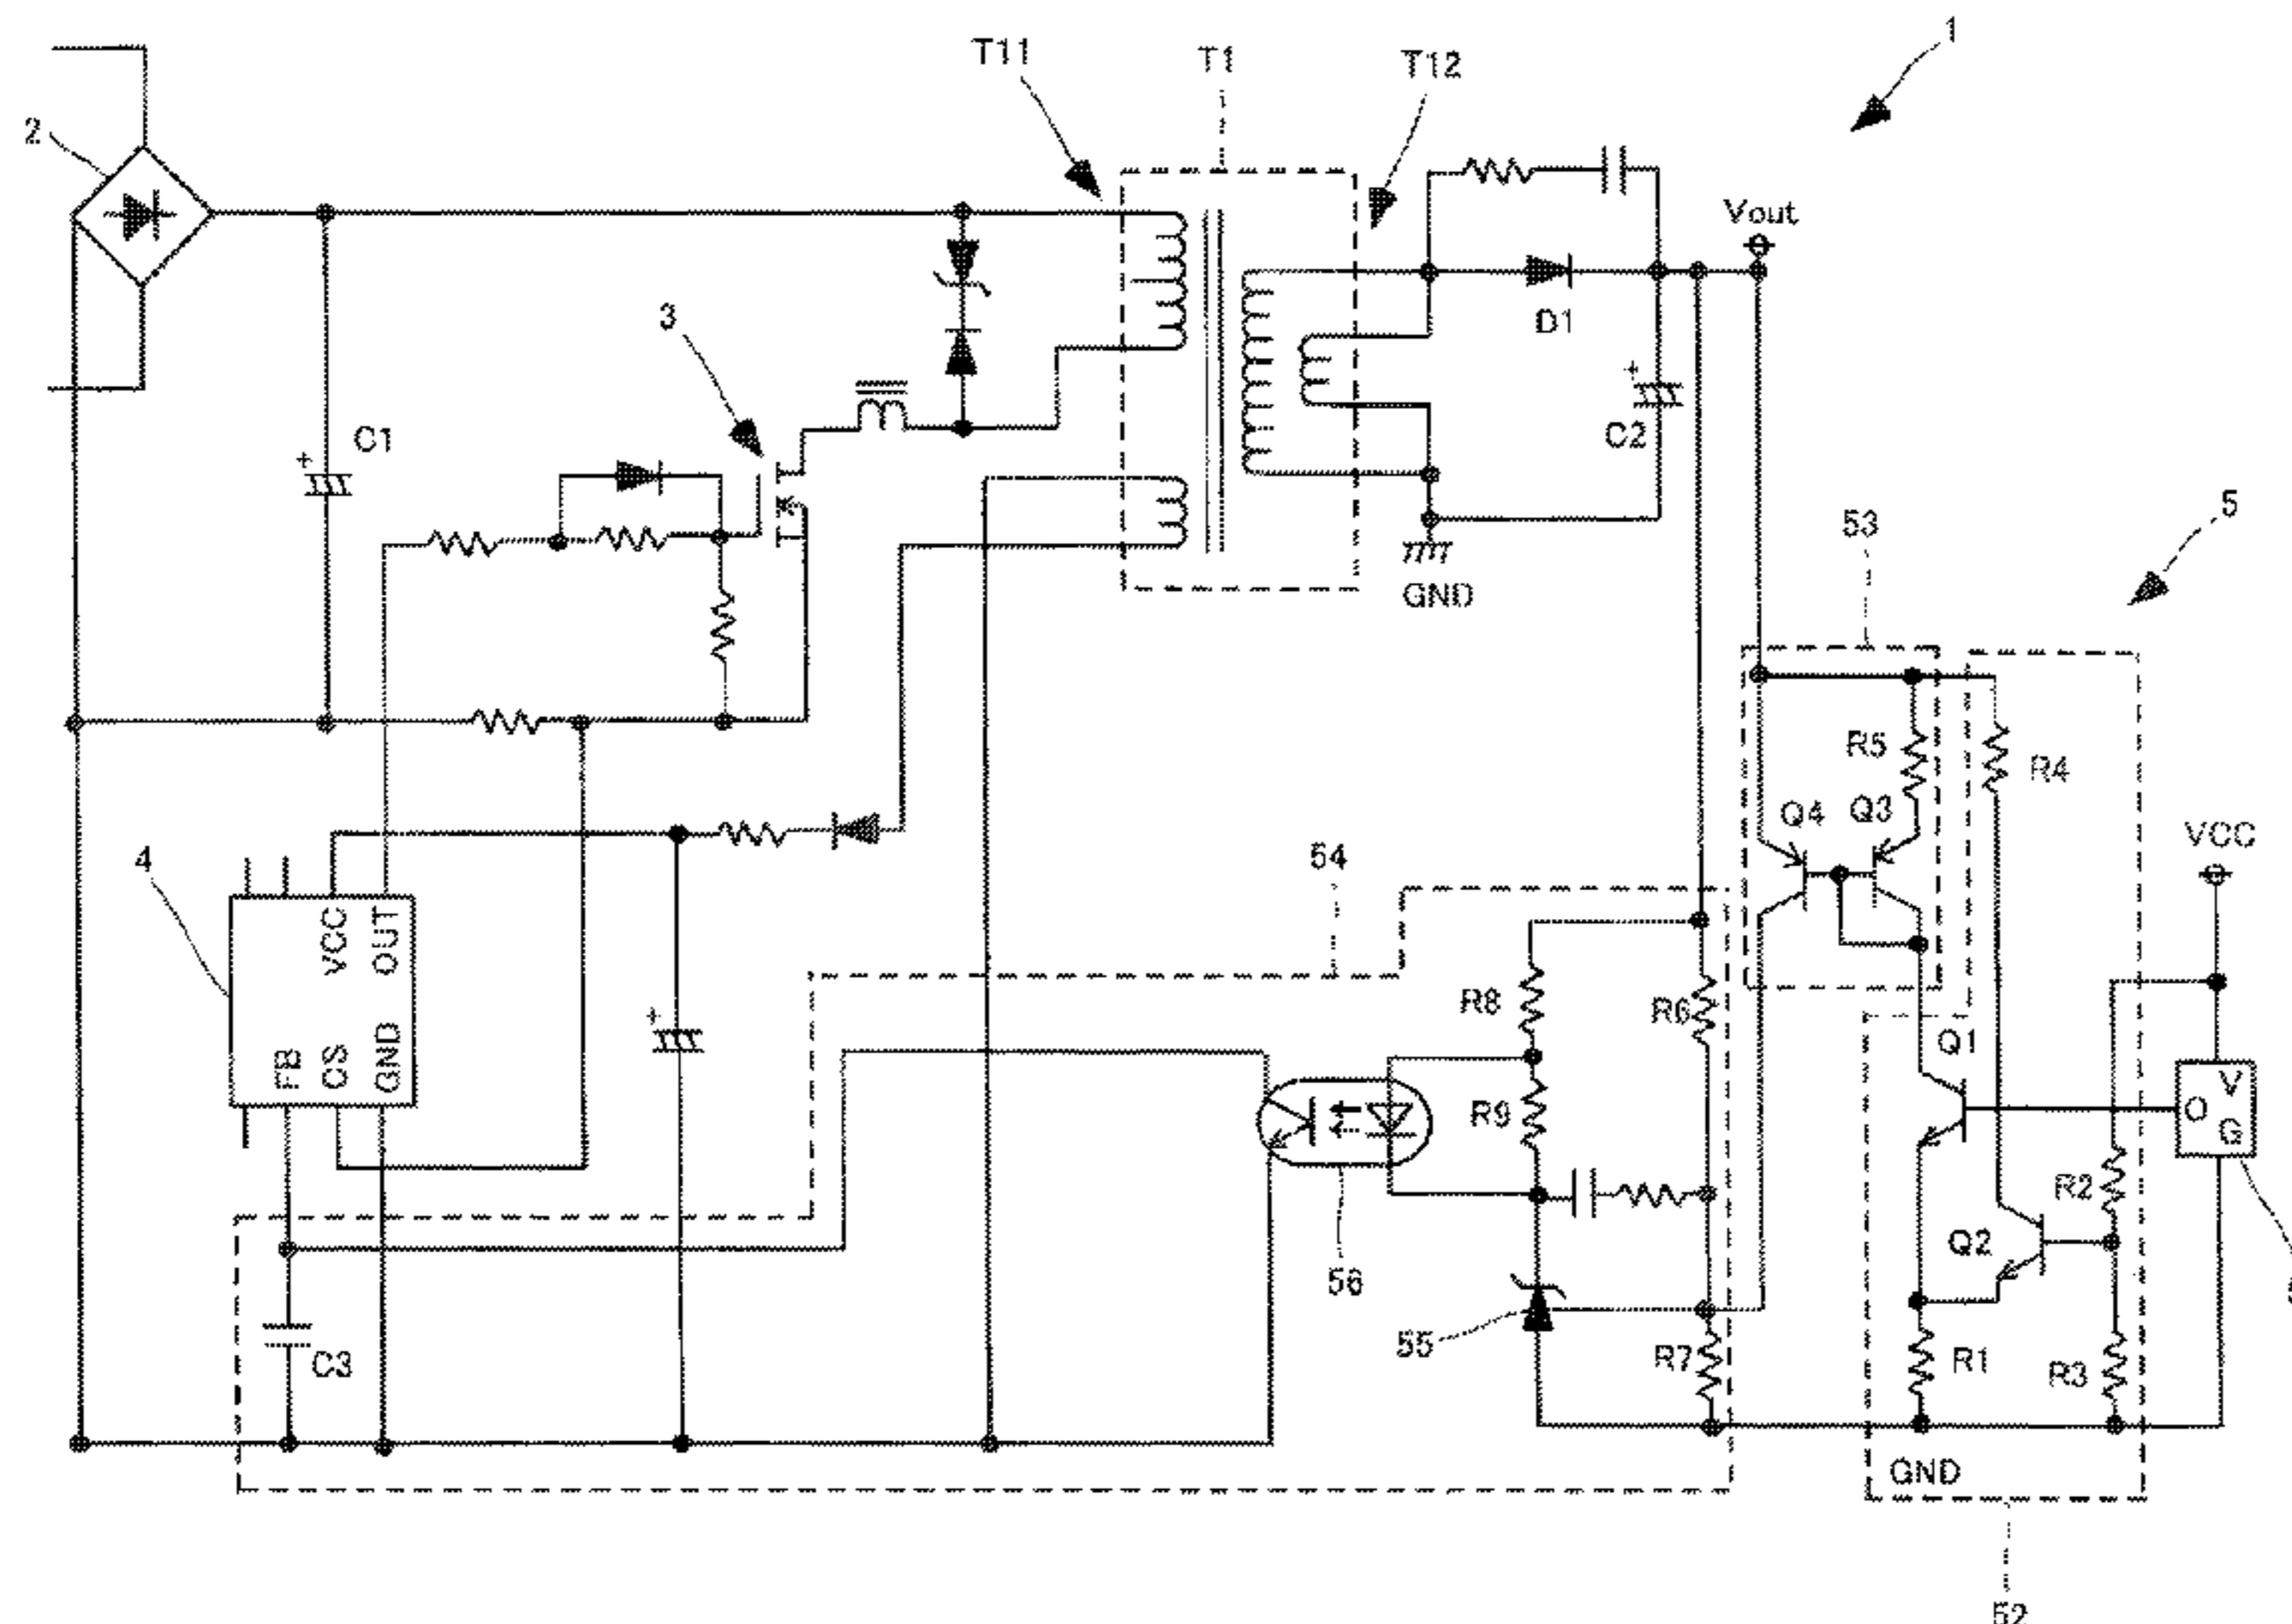 1
T11
T1
T12
2
Vout
3
D1
+
C1
+
C2
GND
53
5
R5
R4
Q4
Q3
VCC
54
4
VCC
OUT
FB
CS
GND
+
R8
R6
R9
Q1
V
O
G
R2
Q2
56
55
C3
R7
R1
R3
GND
52